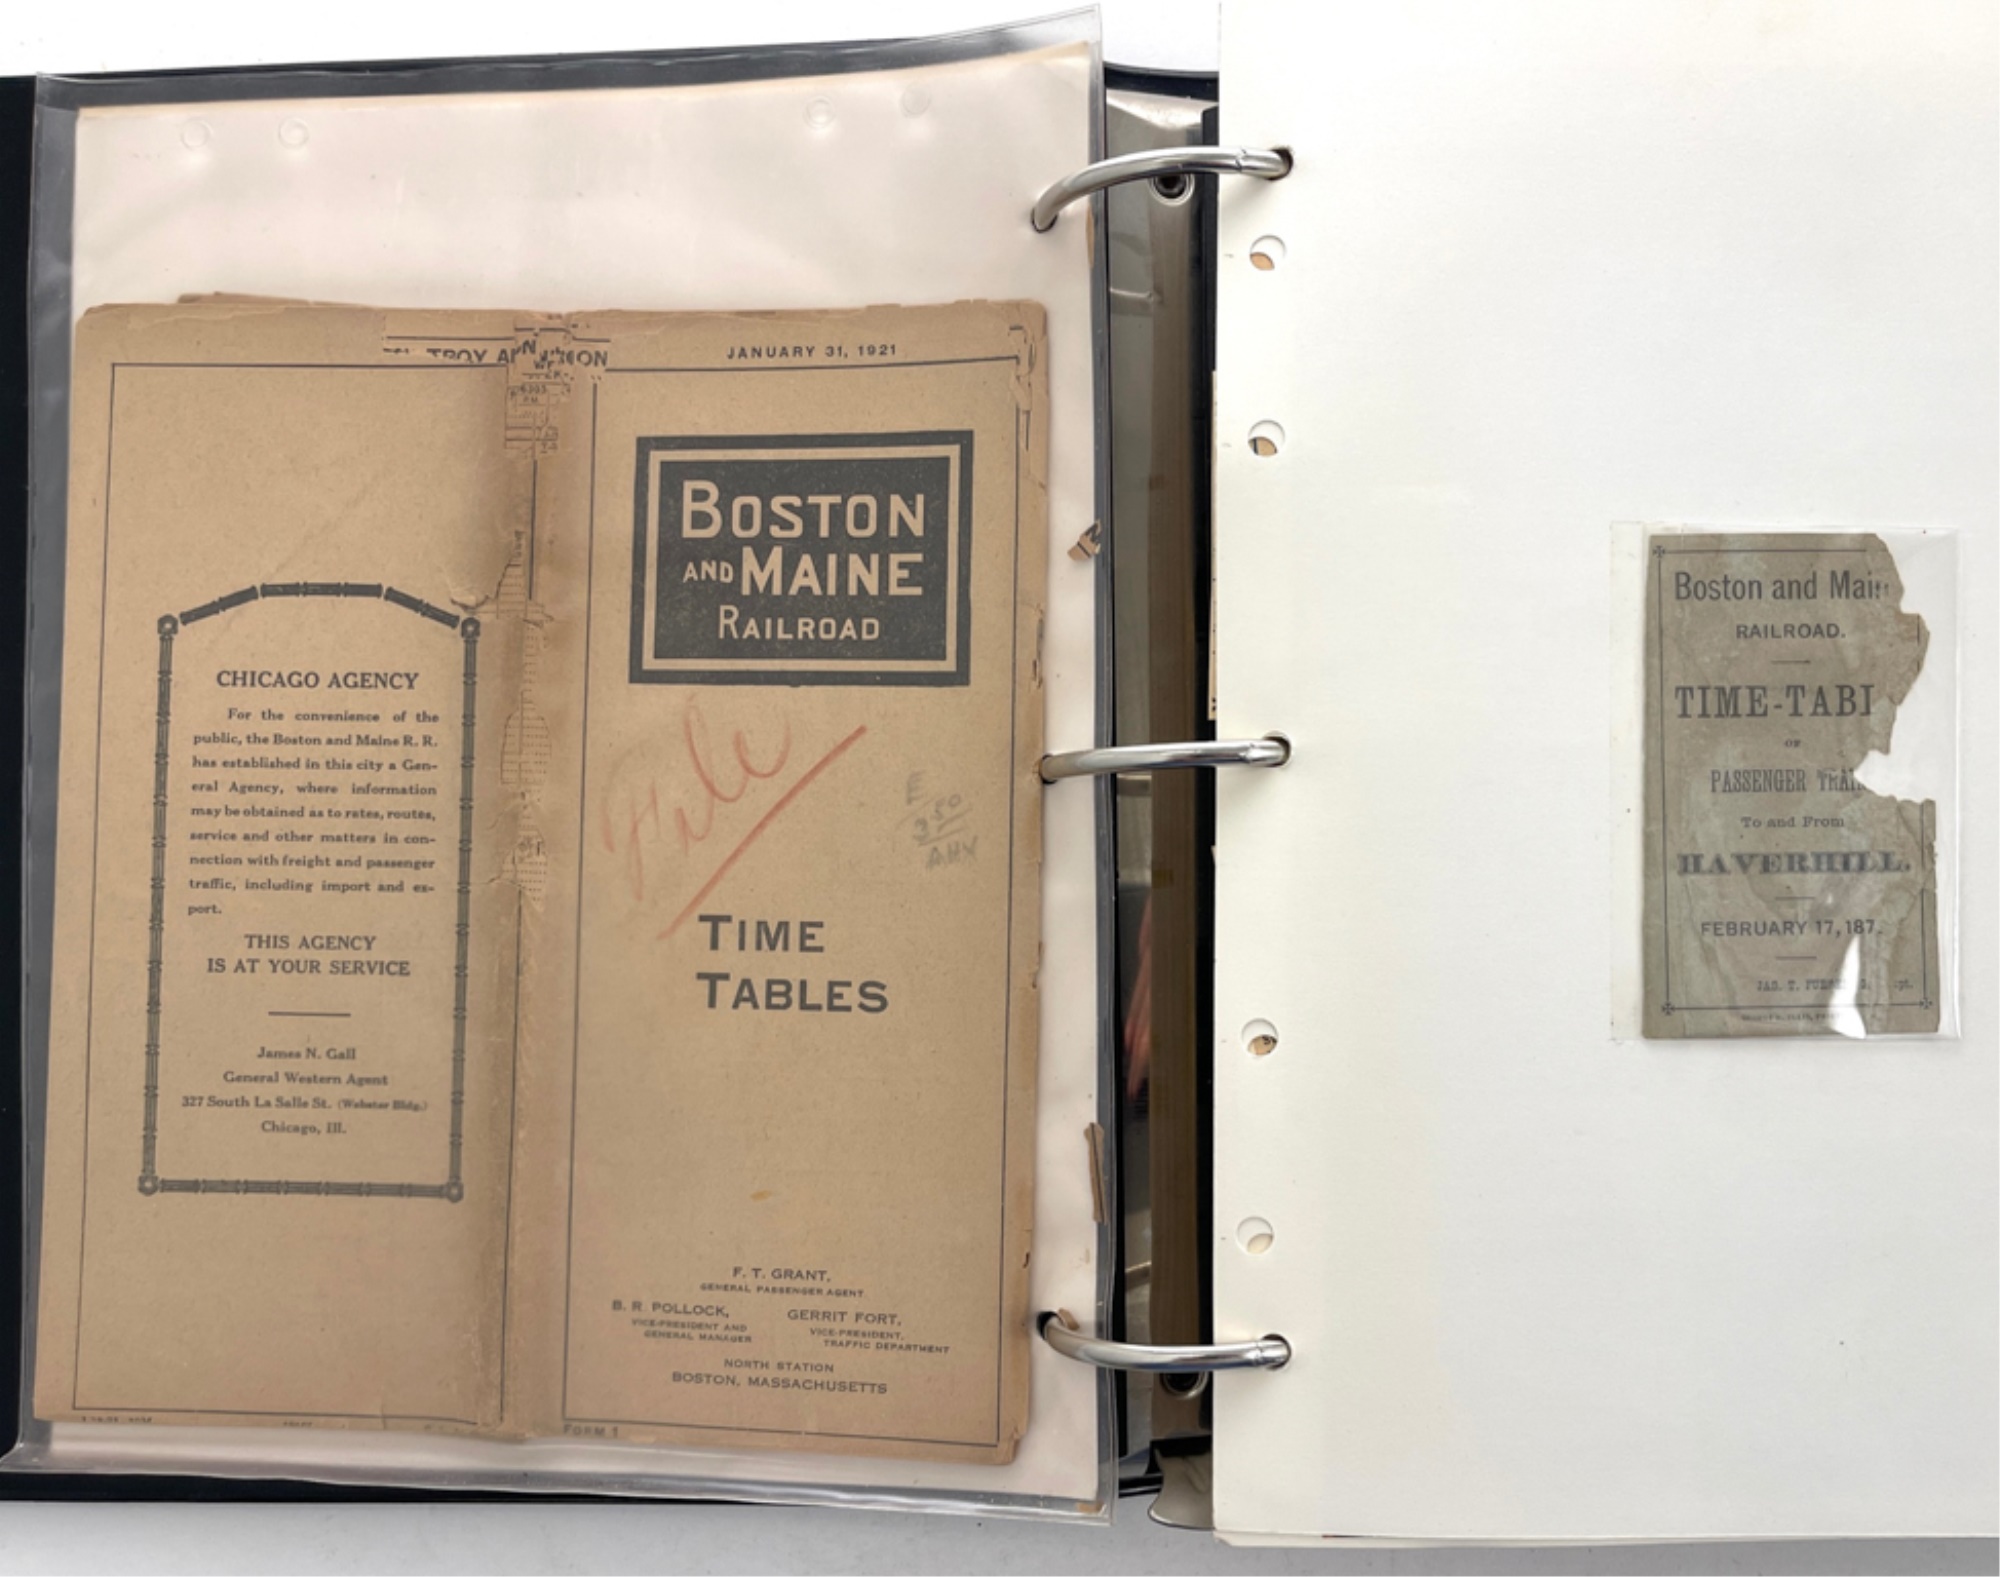 JANUARY 31, 1921
BOSTON
AND MAINE
RAILROAD
File
TIME
TABLES
F. T. GRANT,
GENERAL PASSENGER AGENT
B. R. POLLOCK,
VICE-PRESIDENT AND
GENERAL MANAGER
GERRIT FORT,
VICE-PRESIDENT,
TRAFFIC DEPARTMENT
NORTH STATION
BOSTON, MASSACHUSETTS
FORM 1
TROY
CHICAGO AGENCY
For the convenience of the
public, the Boston and Maine R. R.
has established in this city a Gen-
eral Agency, where information
may be obtained as to rates, routes,
service and other matters in con-
nection with freight and passenger
traffic, including import and ex-
port.
THIS AGENCY
IS AT YOUR SERVICE
James N. Gall
General Western Agent
327 South La Salle St. (Webster Bldg.)
Chicago, Ill.
Boston and Main
RAILROAD.
TIME-TABL
OF
PASSENGER TRAI
To and From
HAVERHILL.
FEBRUARY 17, 187
JAS. T.